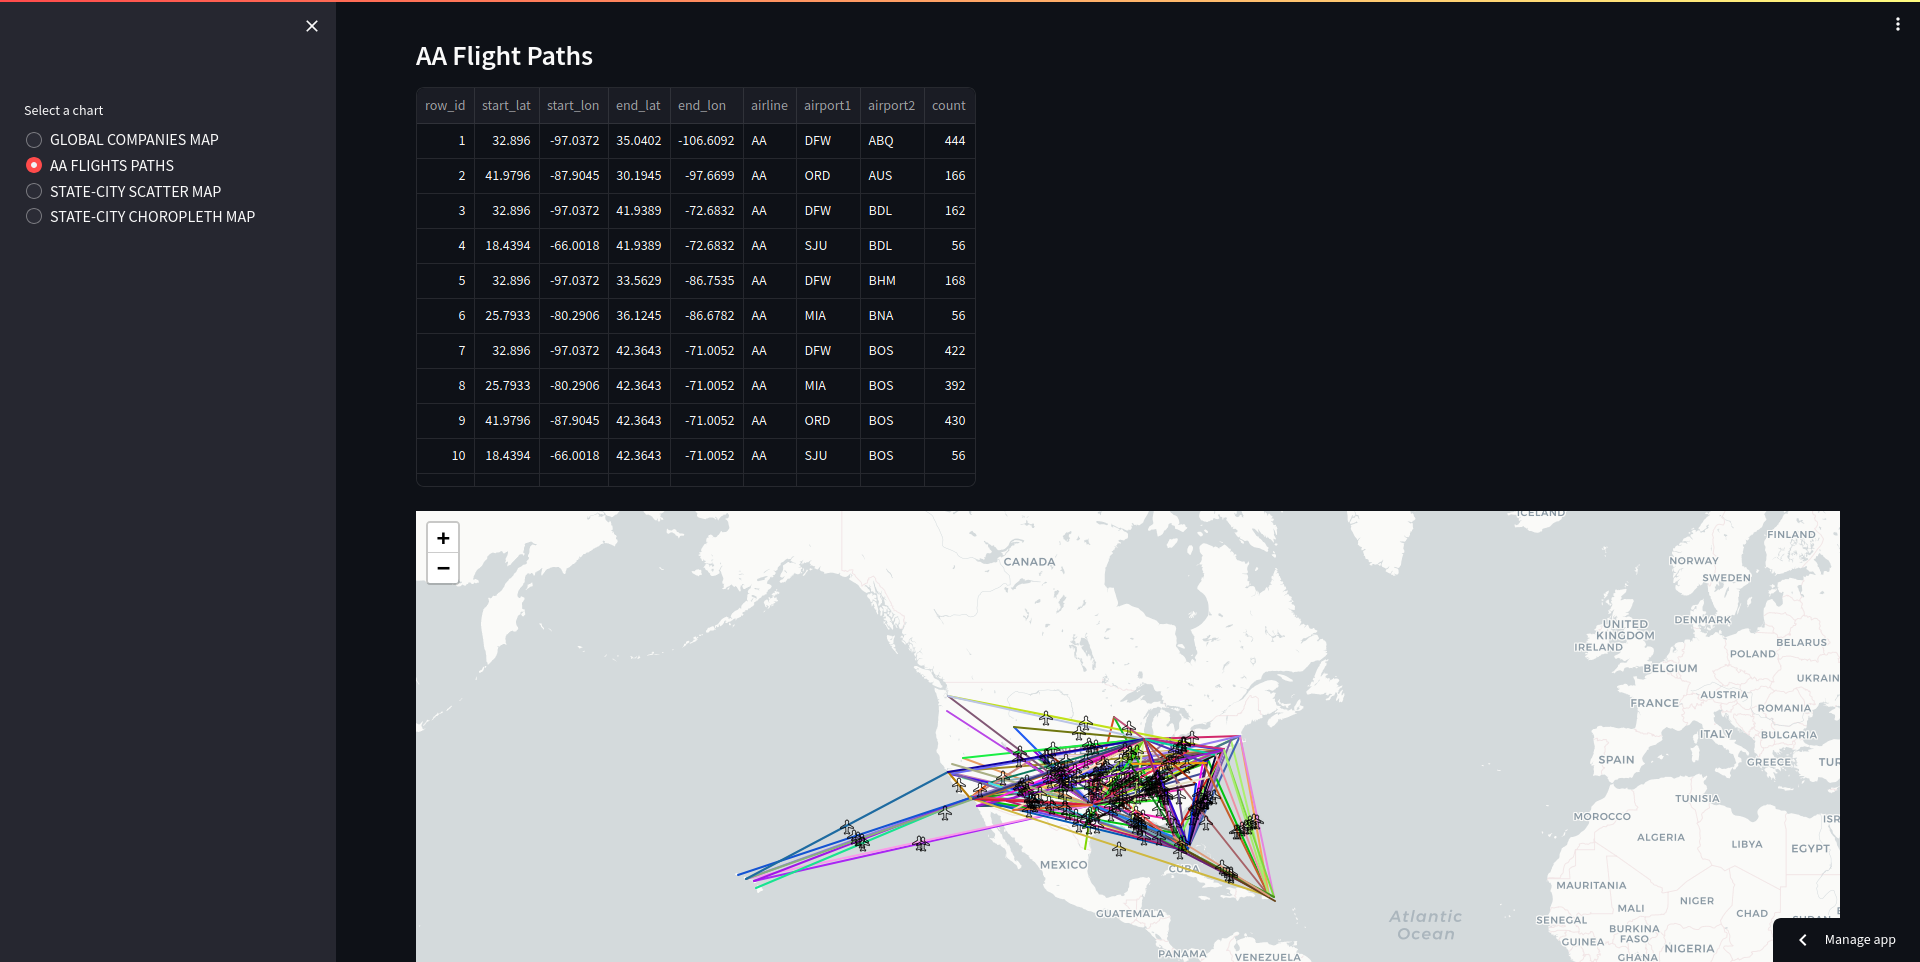 AA Flight Paths
Select a chart
GLOBAL COMPANIES MAP
AA FLIGHTS PATHS
STATE-CITY SCATTER MAP
STATE-CITY CHOROPLETH MAP
row_id start_lat start_lon end_lat end_lon airline airport1 airport2 count
1 32.896 -97.0372 35.0402 -106.6092 AA DFW ABQ 444
2 41.9796 -87.9045 30.1945 -97.6699 AA ORD AUS 166
3 32.896 -97.0372 41.9389 -72.6832 AA DFW BDL 162
4 18.4394 -66.0018 41.9389 -72.6832 AA SJU BDL 56
5 32.896 -97.0372 33.5629 -86.7535 AA DFW BHM 168
6 25.7933 -80.2906 36.1245 -86.6782 AA MIA BNA 56
7 32.896 -97.0372 42.3643 -71.0052 AA DFW BOS 422
8 25.7933 -80.2906 42.3643 -71.0052 AA MIA BOS 392
9 41.9796 -87.9045 42.3643 -71.0052 AA ORD BOS 430
10 18.4394 -66.0018 42.3643 -71.0052 AA SJU BOS 56
+
−
ICELAND
FINLAND
CANADA
NORWAY
SWEDEN
DENMARK
UNITED
KINGDOM
IRELAND
BELARUS
POLAND
BELGIUM
UKRAIN
AUSTRIA
FRANCE
ROMANIA
ITALY
BULGARIA
SPAIN
GREECE
TUR
TUNISIA
MOROCCO
ISR
ALGERIA
LIBYA
EGYPT
MEXICO
CUBA
MAURITANIA
NIGER
MALI
CHAD
GUATEMALA
Atlantic
Ocean
SENEGAL
SUDAN
BURKINA
FASO
GUINEA
NIGERIA
PANAMA
VENEZUELA
GHANA
Manage app